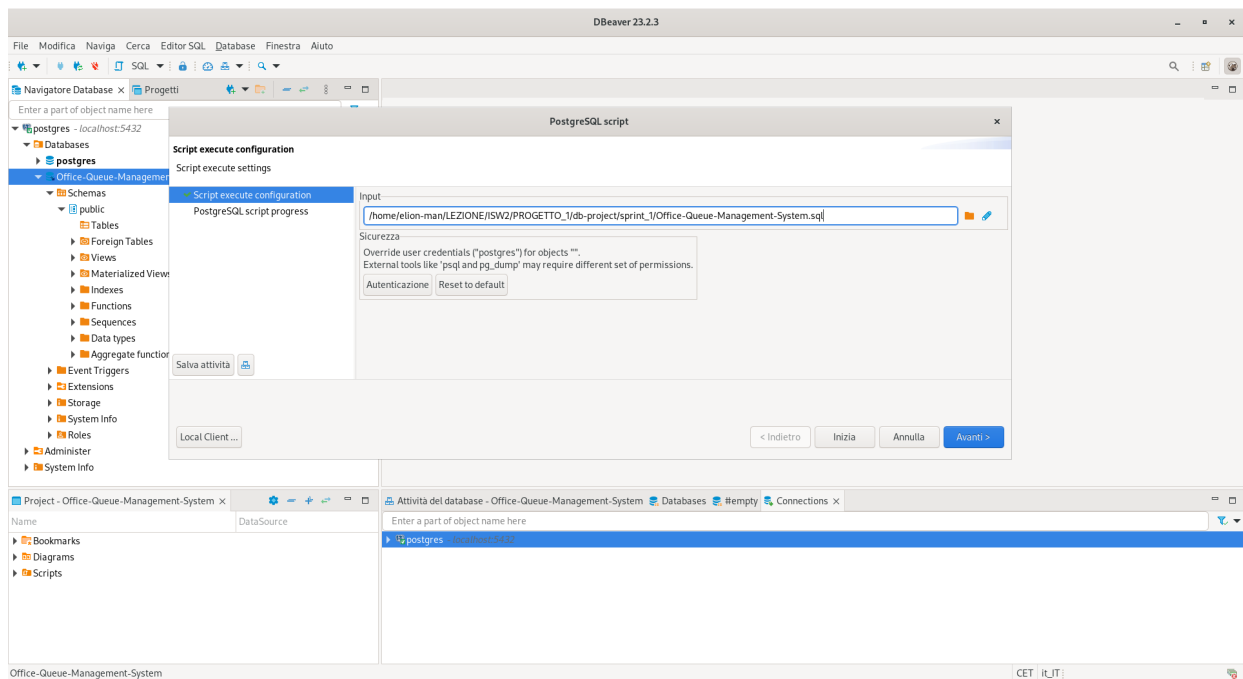 DBeaver 23.2.3
File Modifica Naviga Cerca Editor SQL Database Finestra Aiuto
SQL
Navigatore Database Progetti
Enter a part of object name here
postgres - localhost:5432
Databases
postgres
Office-Queue-Managemer
Schemas
public
Tables
Foreign Tables
Views
Materialized Views
Indexes
Functions
Sequences
Data types
Aggregate function
Event Triggers
Extensions
Storage
System Info
Roles
Administer
System Info
PostgreSQL script
Script execute configuration
Script execute settings
Script execute configuration
PostgreSQL script progress
Salva attività
Input
/home/elion-man/LEZIONE/ISW2/PROGETTO_1/db-project/sprint_1/Office-Queue-Management-System.sql
Sicurezza
Override user credentials ("postgres") for objects "".
External tools like 'psql and pg_dump' may require different set of permissions.
Autenticazione Reset to default
Local Client ...
< Indietro Inizia Annulla Avanti >
Project - Office-Queue-Management-System
Name DataSource
Bookmarks
Diagrams
Scripts
Attività del database - Office-Queue-Management-System Databases #empty Connections
Enter a part of object name here
postgres - localhost:5432
Office-Queue-Management-System
CET it_IT